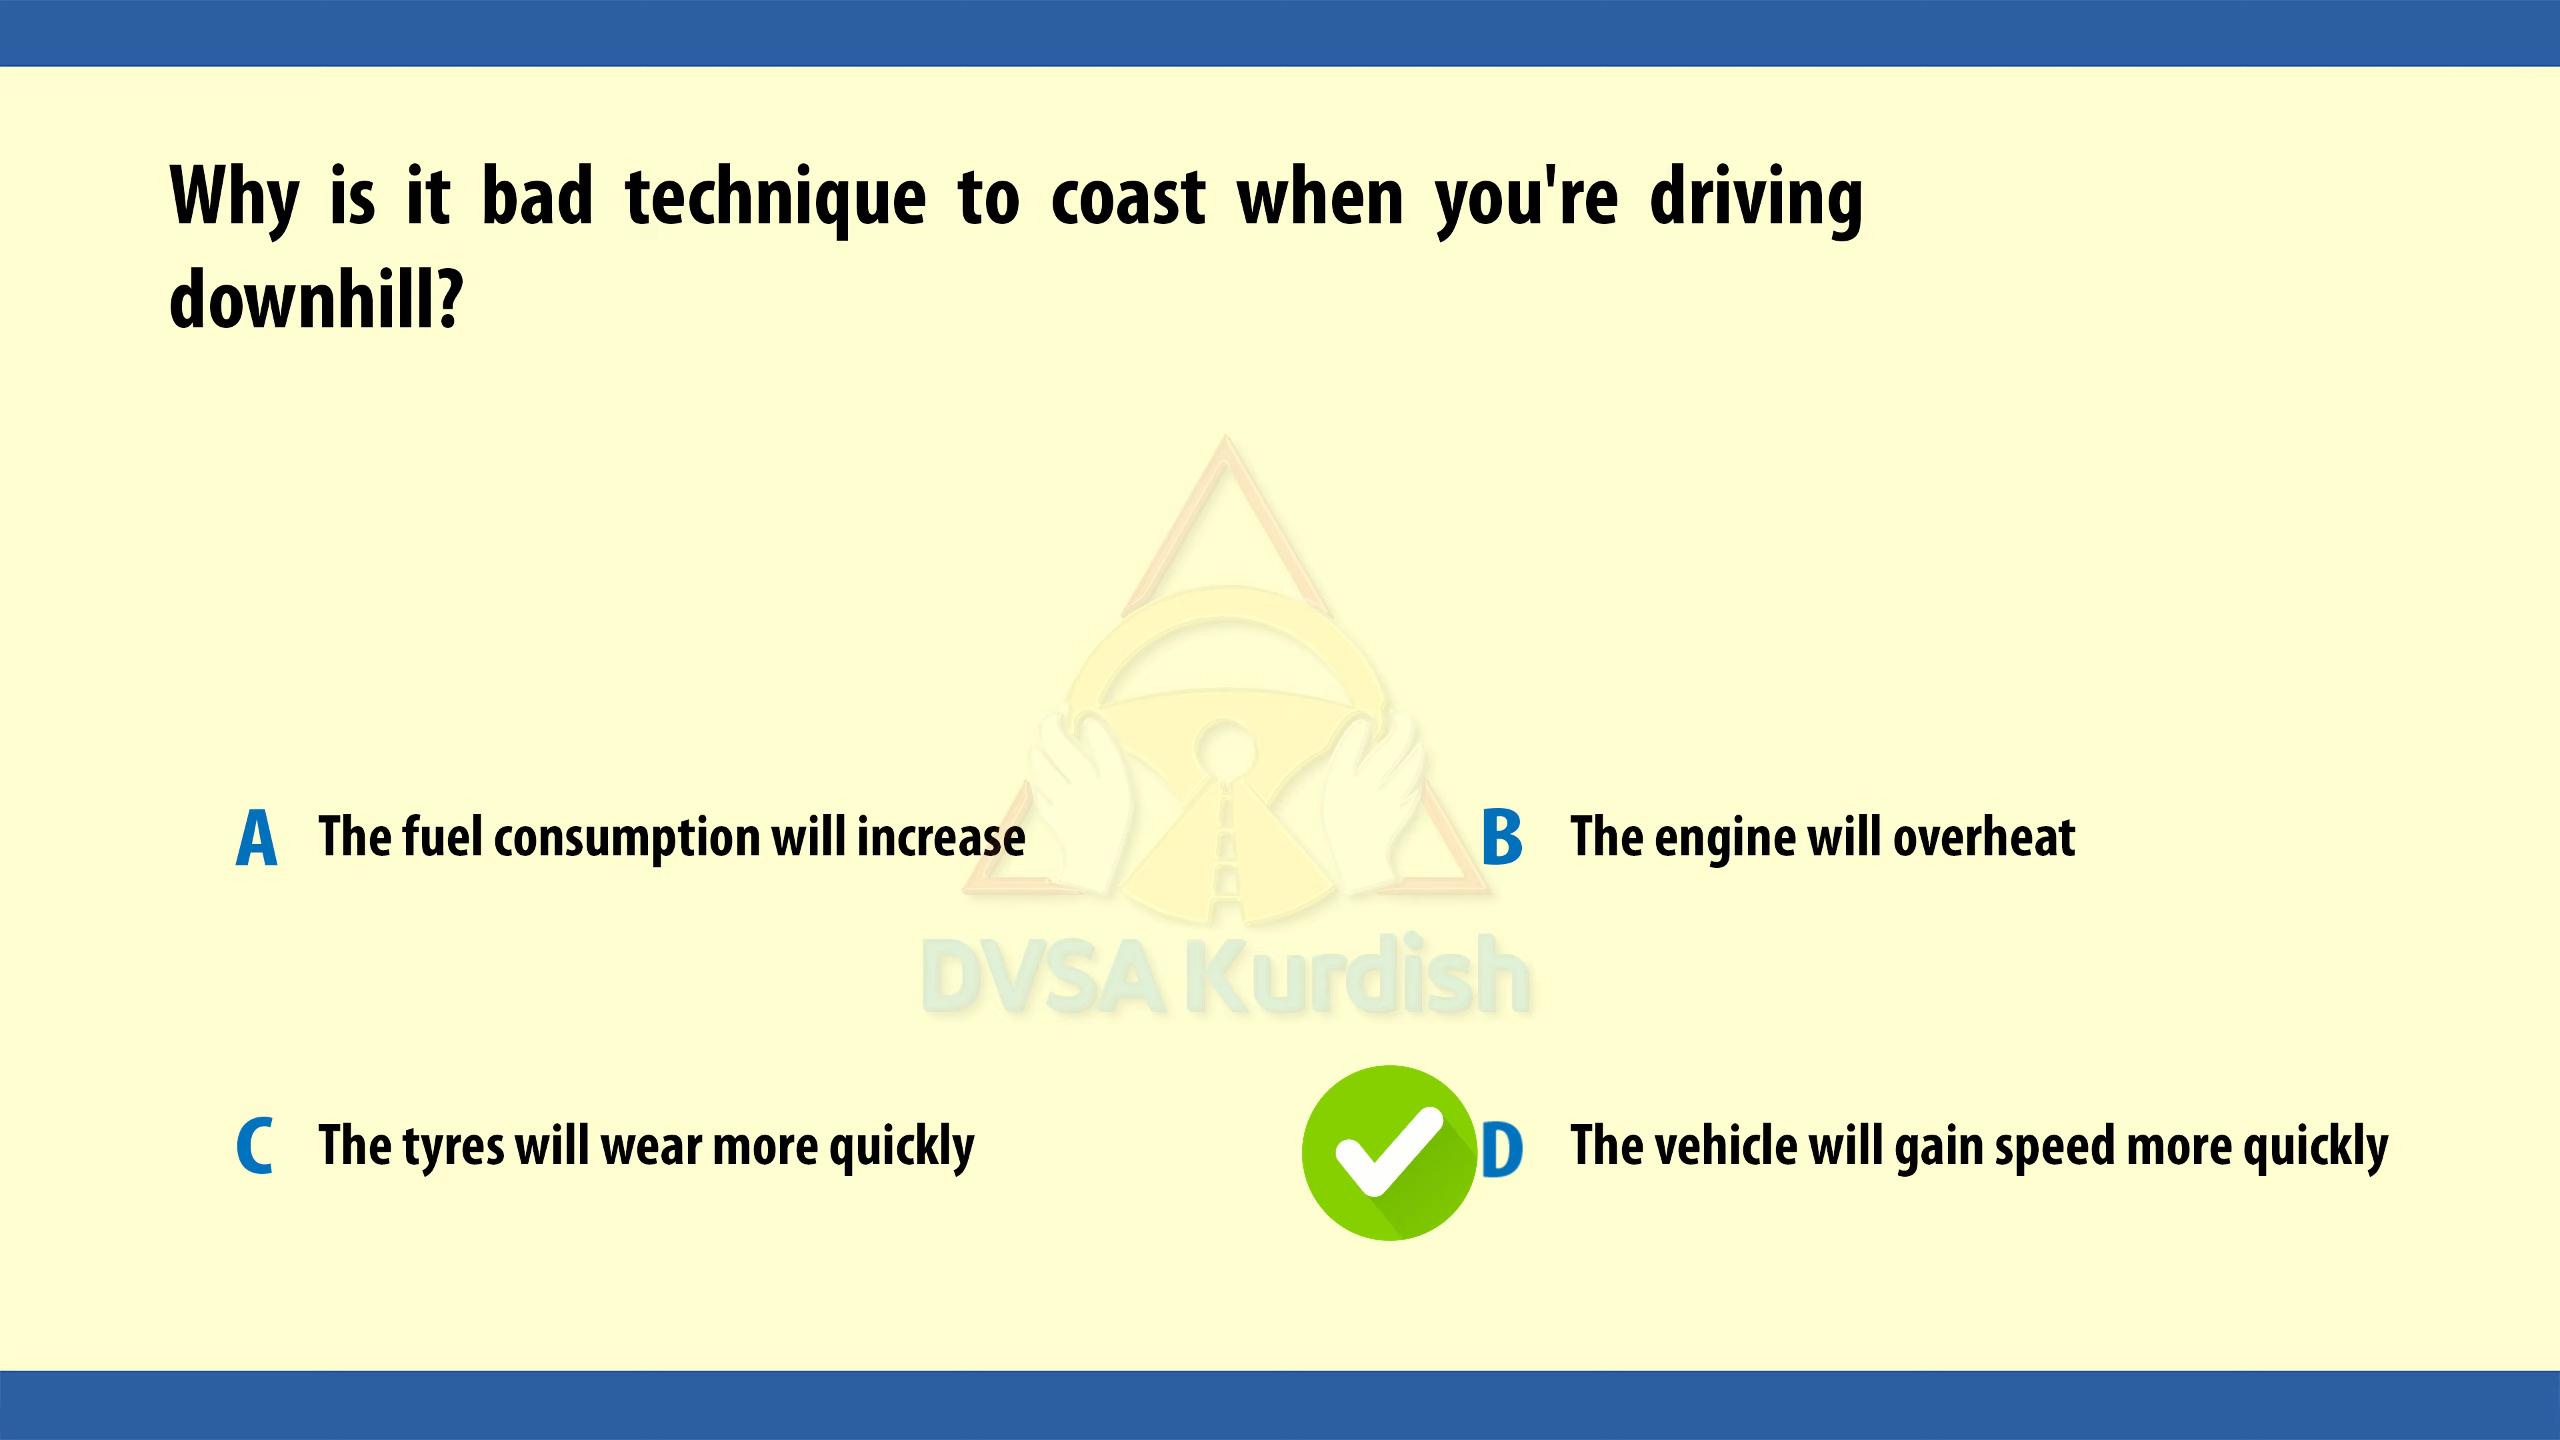 Why is it bad technique to coast when you're driving
downhill?
A The fuel consumption will increase
B The engine will overheat
DVSA Kurdish
C The tyres will wear more quickly
D The vehicle will gain speed more quickly